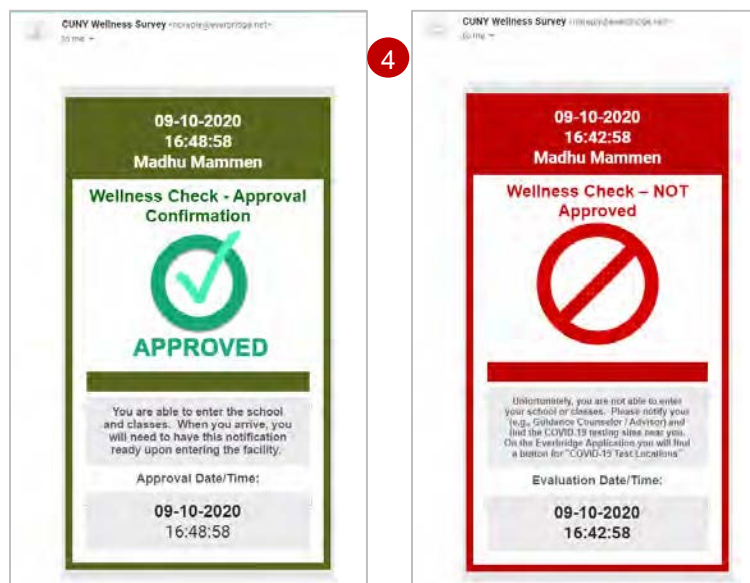 CUNY Wellness Survey <noreply@everbridge.net>
to me
09-10-2020
16:48:58
Madhu Mammen
Wellness Check - Approval
Confirmation
APPROVED
You are able to enter the school
and classes. When you arrive, you
will need to have this notification
ready upon entering the facility.
Approval Date/Time:
09-10-2020
16:48:58
4
CUNY Wellness Survey <noreply@everbridge.net>
to me
09-10-2020
16:42:58
Madhu Mammen
Wellness Check – NOT
Approved
Unfortunately, you are not able to enter
your school or classes. Please notify your
(e.g., Guidance Counselor / Advisor) and
find the COVID-19 testing sites near you.
On the Everbridge Application you will find
a button for "COVID-19 Test Locations"
Evaluation Date/Time:
09-10-2020
16:42:58